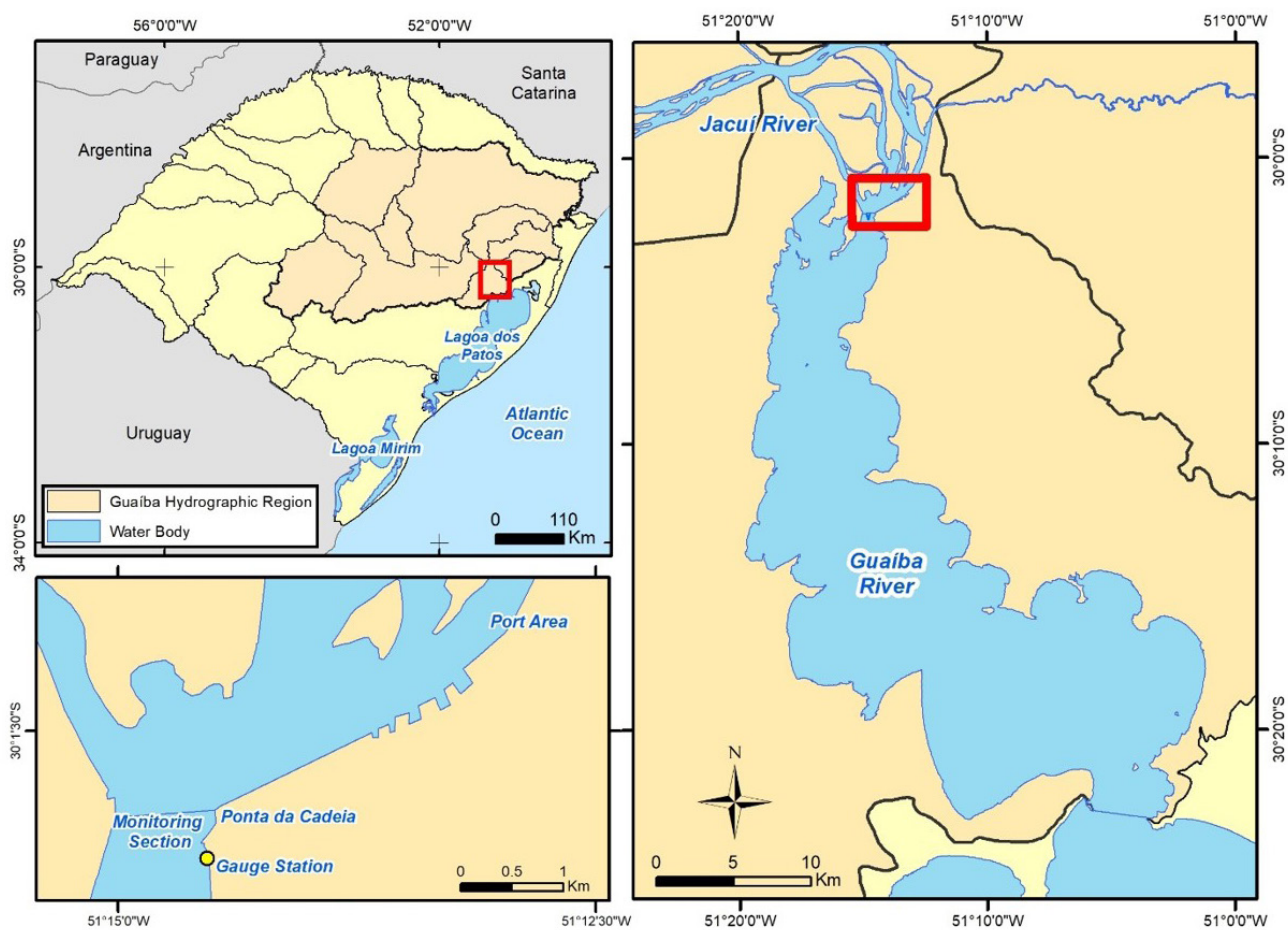 56°0'0"W
52°0'0"W
Paraguay
Santa
Catarina
Argentina
30°0'0"S
Lagoa dos
Patos
Atlantic
Ocean
Uruguay
Lagoa Mirim
Guaíba Hydrographic Region
Water Body
0 110
Km
34°0'0"S
Port Area
30°1'30"S
Monitoring
Section
Ponta da Cadeia
Gauge Station
0 0.5 1
Km
51°15'0"W
51°12'30"W
51°20'0"W
51°10'0"W
51°0'0"W
Jacuí River
30°0'0"S
30°10'0"S
Guaíba
River
30°20'0"S
N
0 5 10
Km
51°20'0"W
51°10'0"W
51°0'0"W